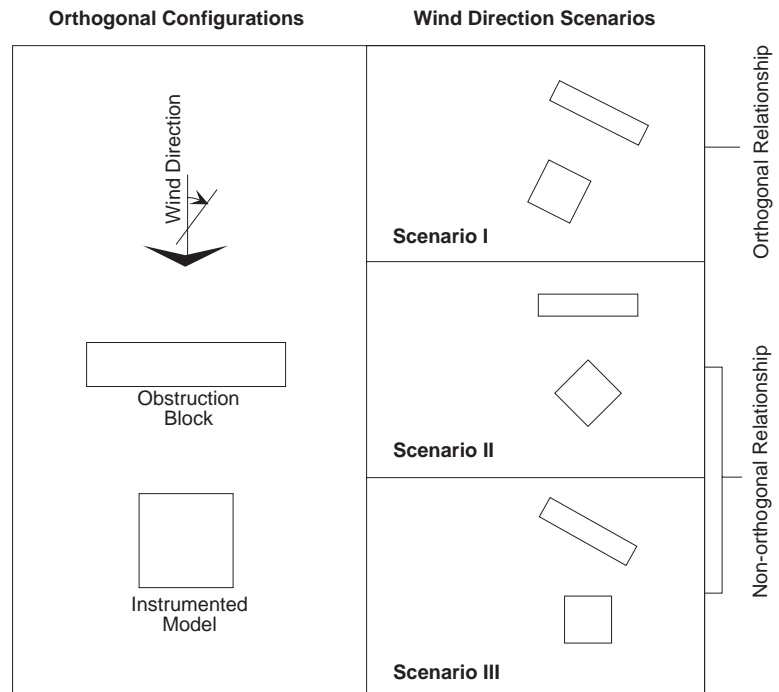 Orthogonal Configurations
Wind Direction Scenarios
Wind Direction
Obstruction
Block
Instrumented
Model
Scenario I
Scenario II
Scenario III
Orthogonal Relationship
Non-orthogonal Relationship